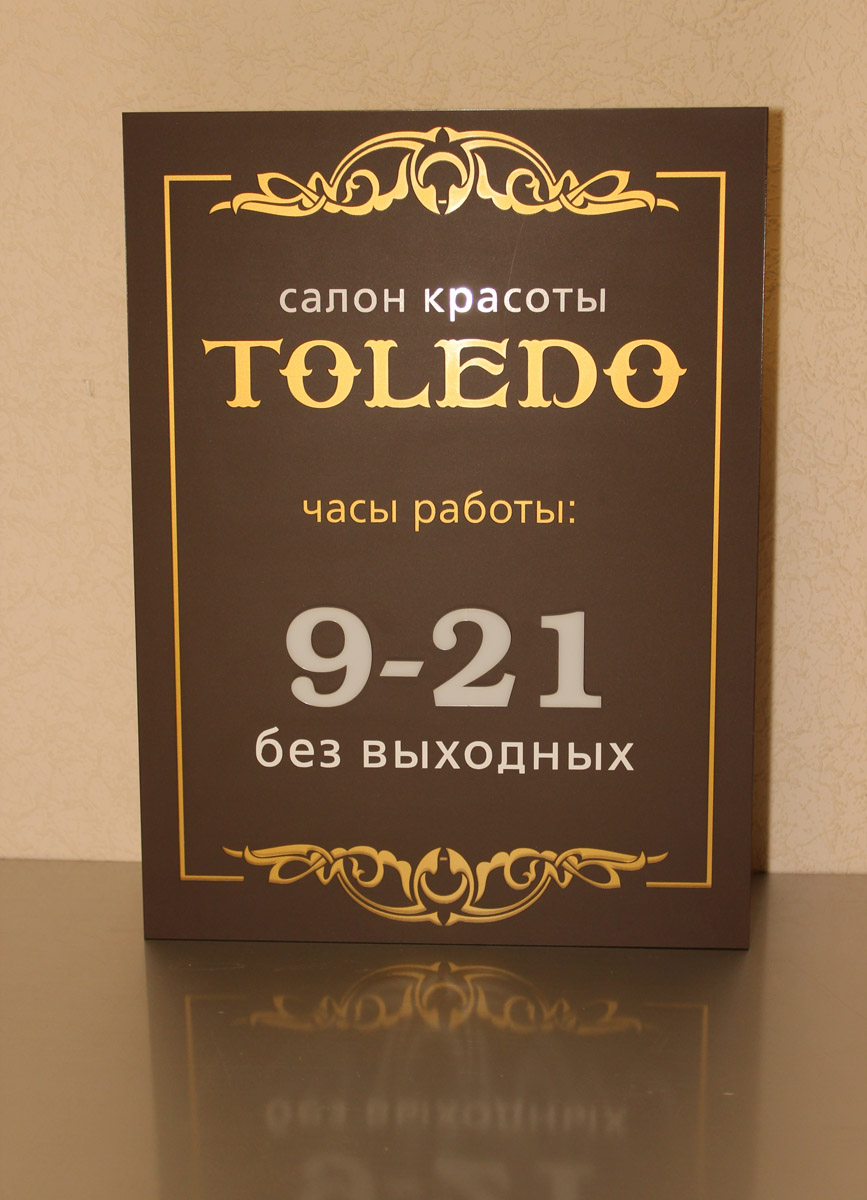 салон красоты
TOLEDO
часы работы:
9-21
без выходных